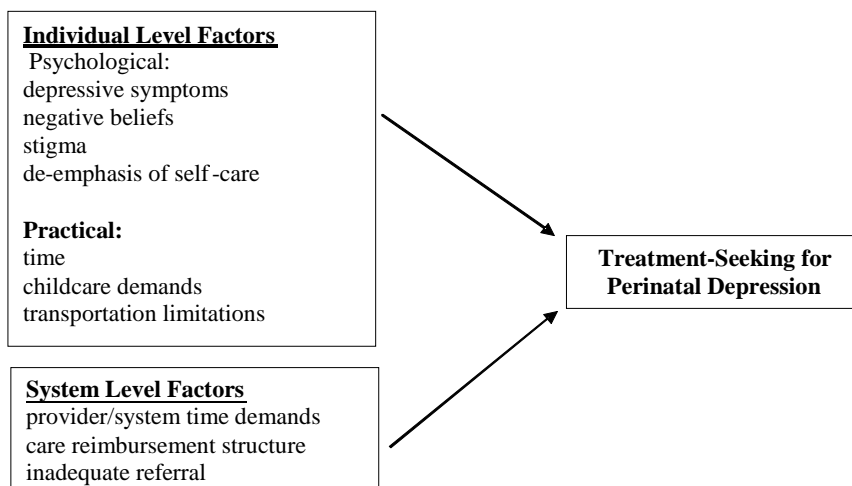 Individual Level Factors
Psychological:
depressive symptoms
negative beliefs
stigma
de-emphasis of self-care
Practical:
time
childcare demands
transportation limitations
Treatment-Seeking for
Perinatal Depression
System Level Factors
provider/system time demands
care reimbursement structure
inadequate referral